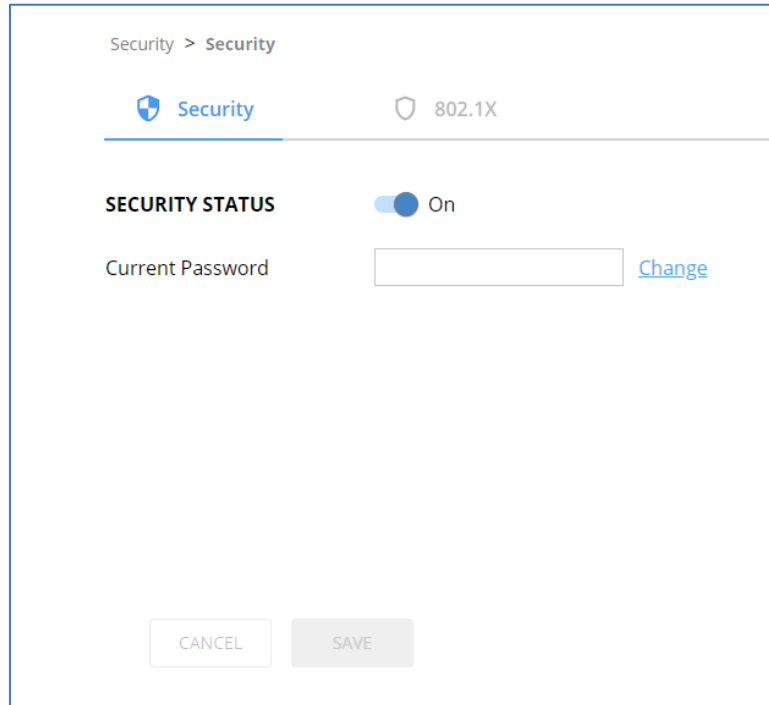 Security > Security
Security 802.1X
SECURITY STATUS On
Current Password Change
CANCEL SAVE